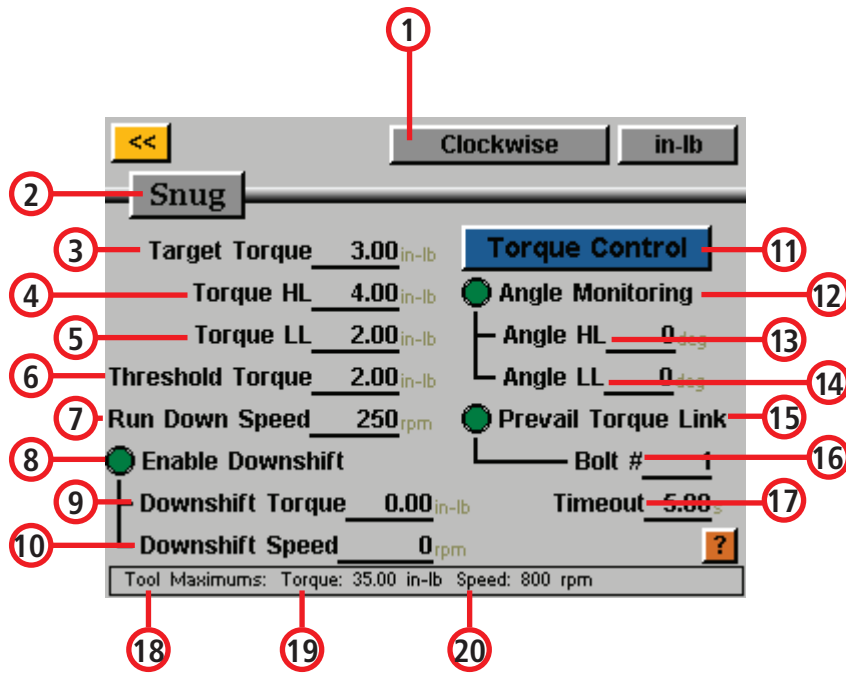 1
<< Clockwise in-lb
2 Snug
3 Target Torque 3.00 in-lb Torque Control 11
4 Torque HL 4.00 in-lb Angle Monitoring 12
5 Torque LL 2.00 in-lb Angle HL 0 deg 13
6 Threshold Torque 2.00 in-lb Angle LL 0 deg 14
7 Run Down Speed 250 rpm Prevail Torque Link 15
8 Enable Downshift Bolt # 1 16
9 Downshift Torque 0.00 in-lb Timeout 5.00 s 17
10 Downshift Speed 0 rpm ?
Tool Maximums: Torque: 35.00 in-lb Speed: 800 rpm
18 19 20